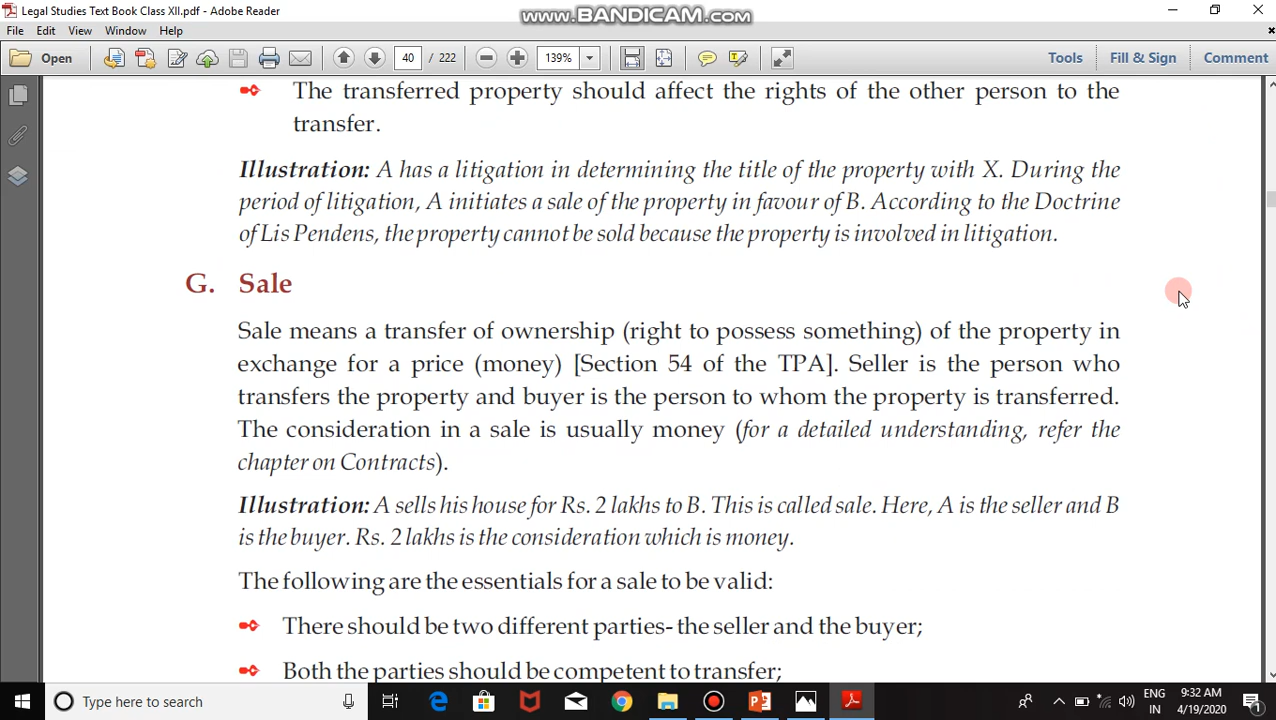 Legal Studies Text Book Class XII.pdf - Adobe Reader
www.BANDICAM.com
File Edit View Window Help
Open 40 / 222 139% Tools Fill & Sign Comment
The transferred property should affect the rights of the other person to the
transfer.
Illustration: A has a litigation in determining the title of the property with X. During the
period of litigation, A initiates a sale of the property in favour of B. According to the Doctrine
of Lis Pendens, the property cannot be sold because the property is involved in litigation.
G. Sale
Sale means a transfer of ownership (right to possess something) of the property in
exchange for a price (money) [Section 54 of the TPA]. Seller is the person who
transfers the property and buyer is the person to whom the property is transferred.
The consideration in a sale is usually money (for a detailed understanding, refer the
chapter on Contracts).
Illustration: A sells his house for Rs. 2 lakhs to B. This is called sale. Here, A is the seller and B
is the buyer. Rs. 2 lakhs is the consideration which is money.
The following are the essentials for a sale to be valid:
There should be two different parties- the seller and the buyer;
Both the parties should be competent to transfer;
Type here to search
ENG 9:32 AM
IN 4/19/2020 1